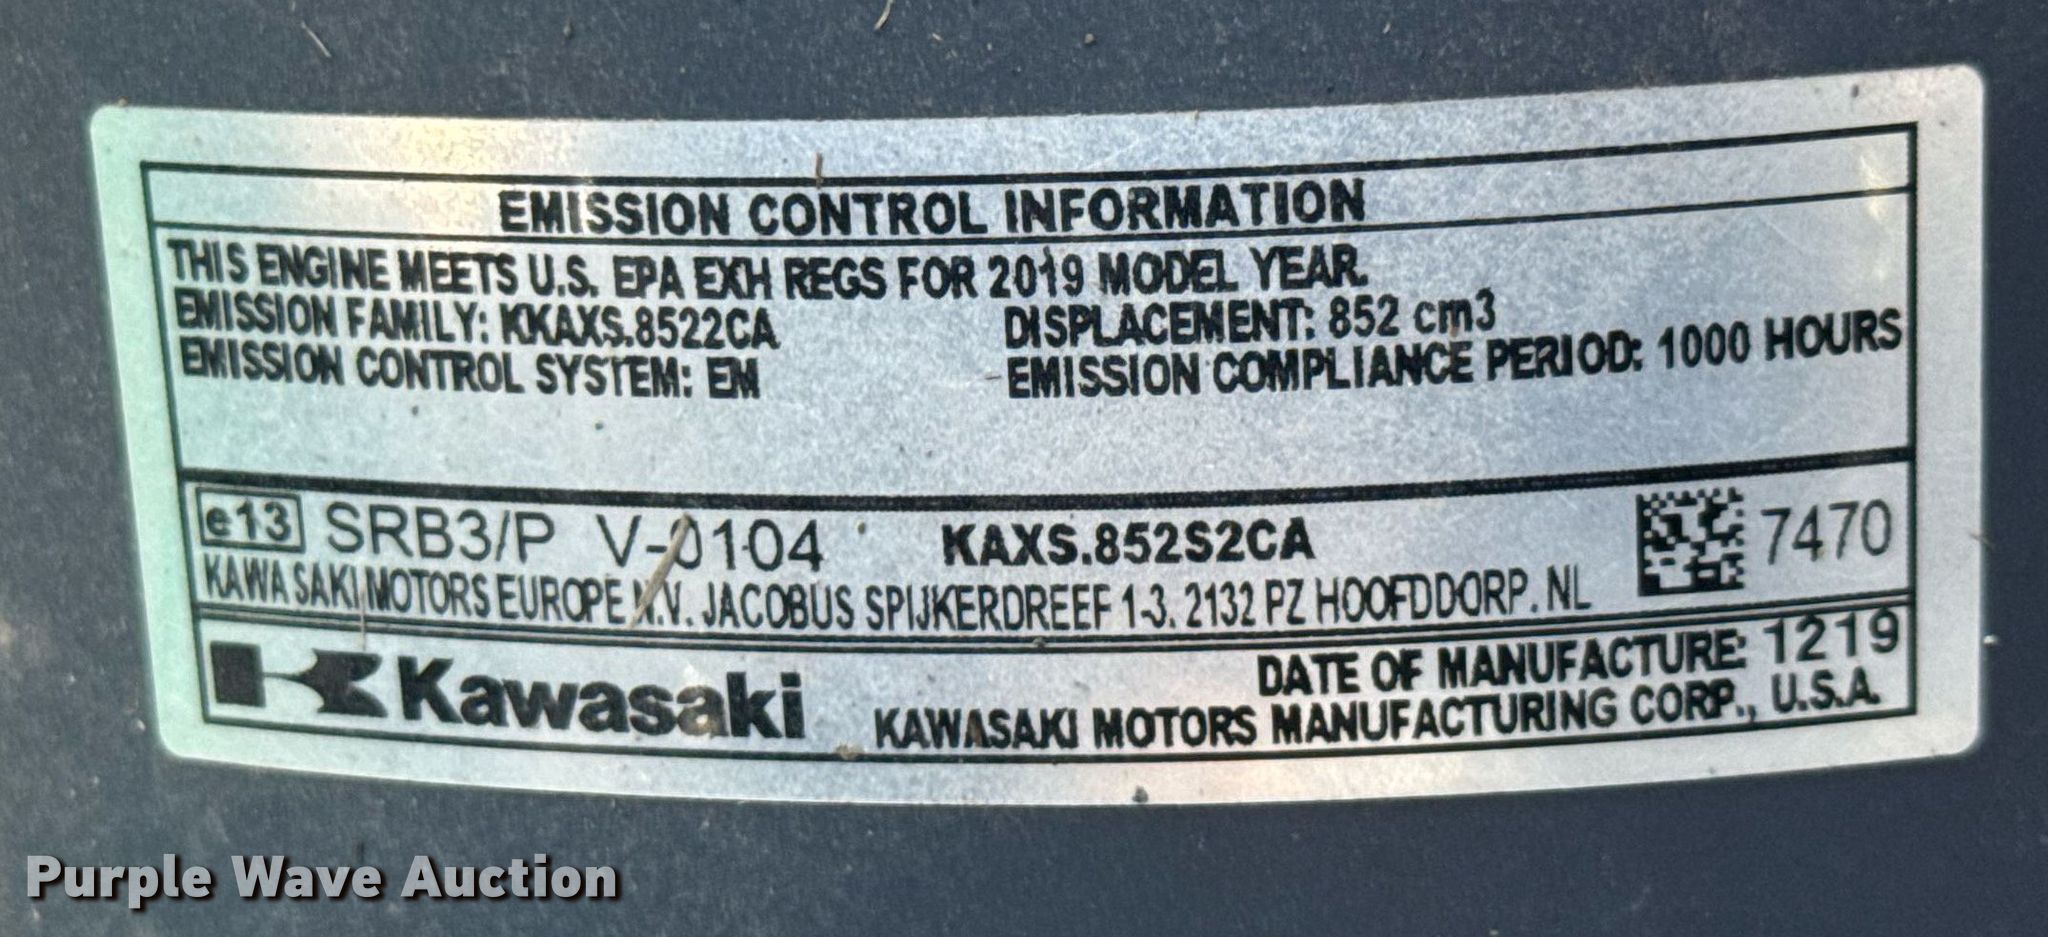 EMISSION CONTROL INFORMATION
THIS ENGINE MEETS U.S. EPA EXH REGS FOR 2019 MODEL YEAR.
EMISSION FAMILY: KKAXS.8522CA DISPLACEMENT: 852 cm3
EMISSION CONTROL SYSTEM: EM EMISSION COMPLIANCE PERIOD: 1000 HOURS
e13 SRB3/P V-0104 KAXS.852S2CA 7470
KAWASAKI MOTORS EUROPE N.V. JACOBUS SPIJKERDREEF 1-3. 2132 PZ HOOFDDORP. NL
Kawasaki DATE OF MANUFACTURE: 1219
KAWASAKI MOTORS MANUFACTURING CORP., U.S.A.
Purple Wave Auction